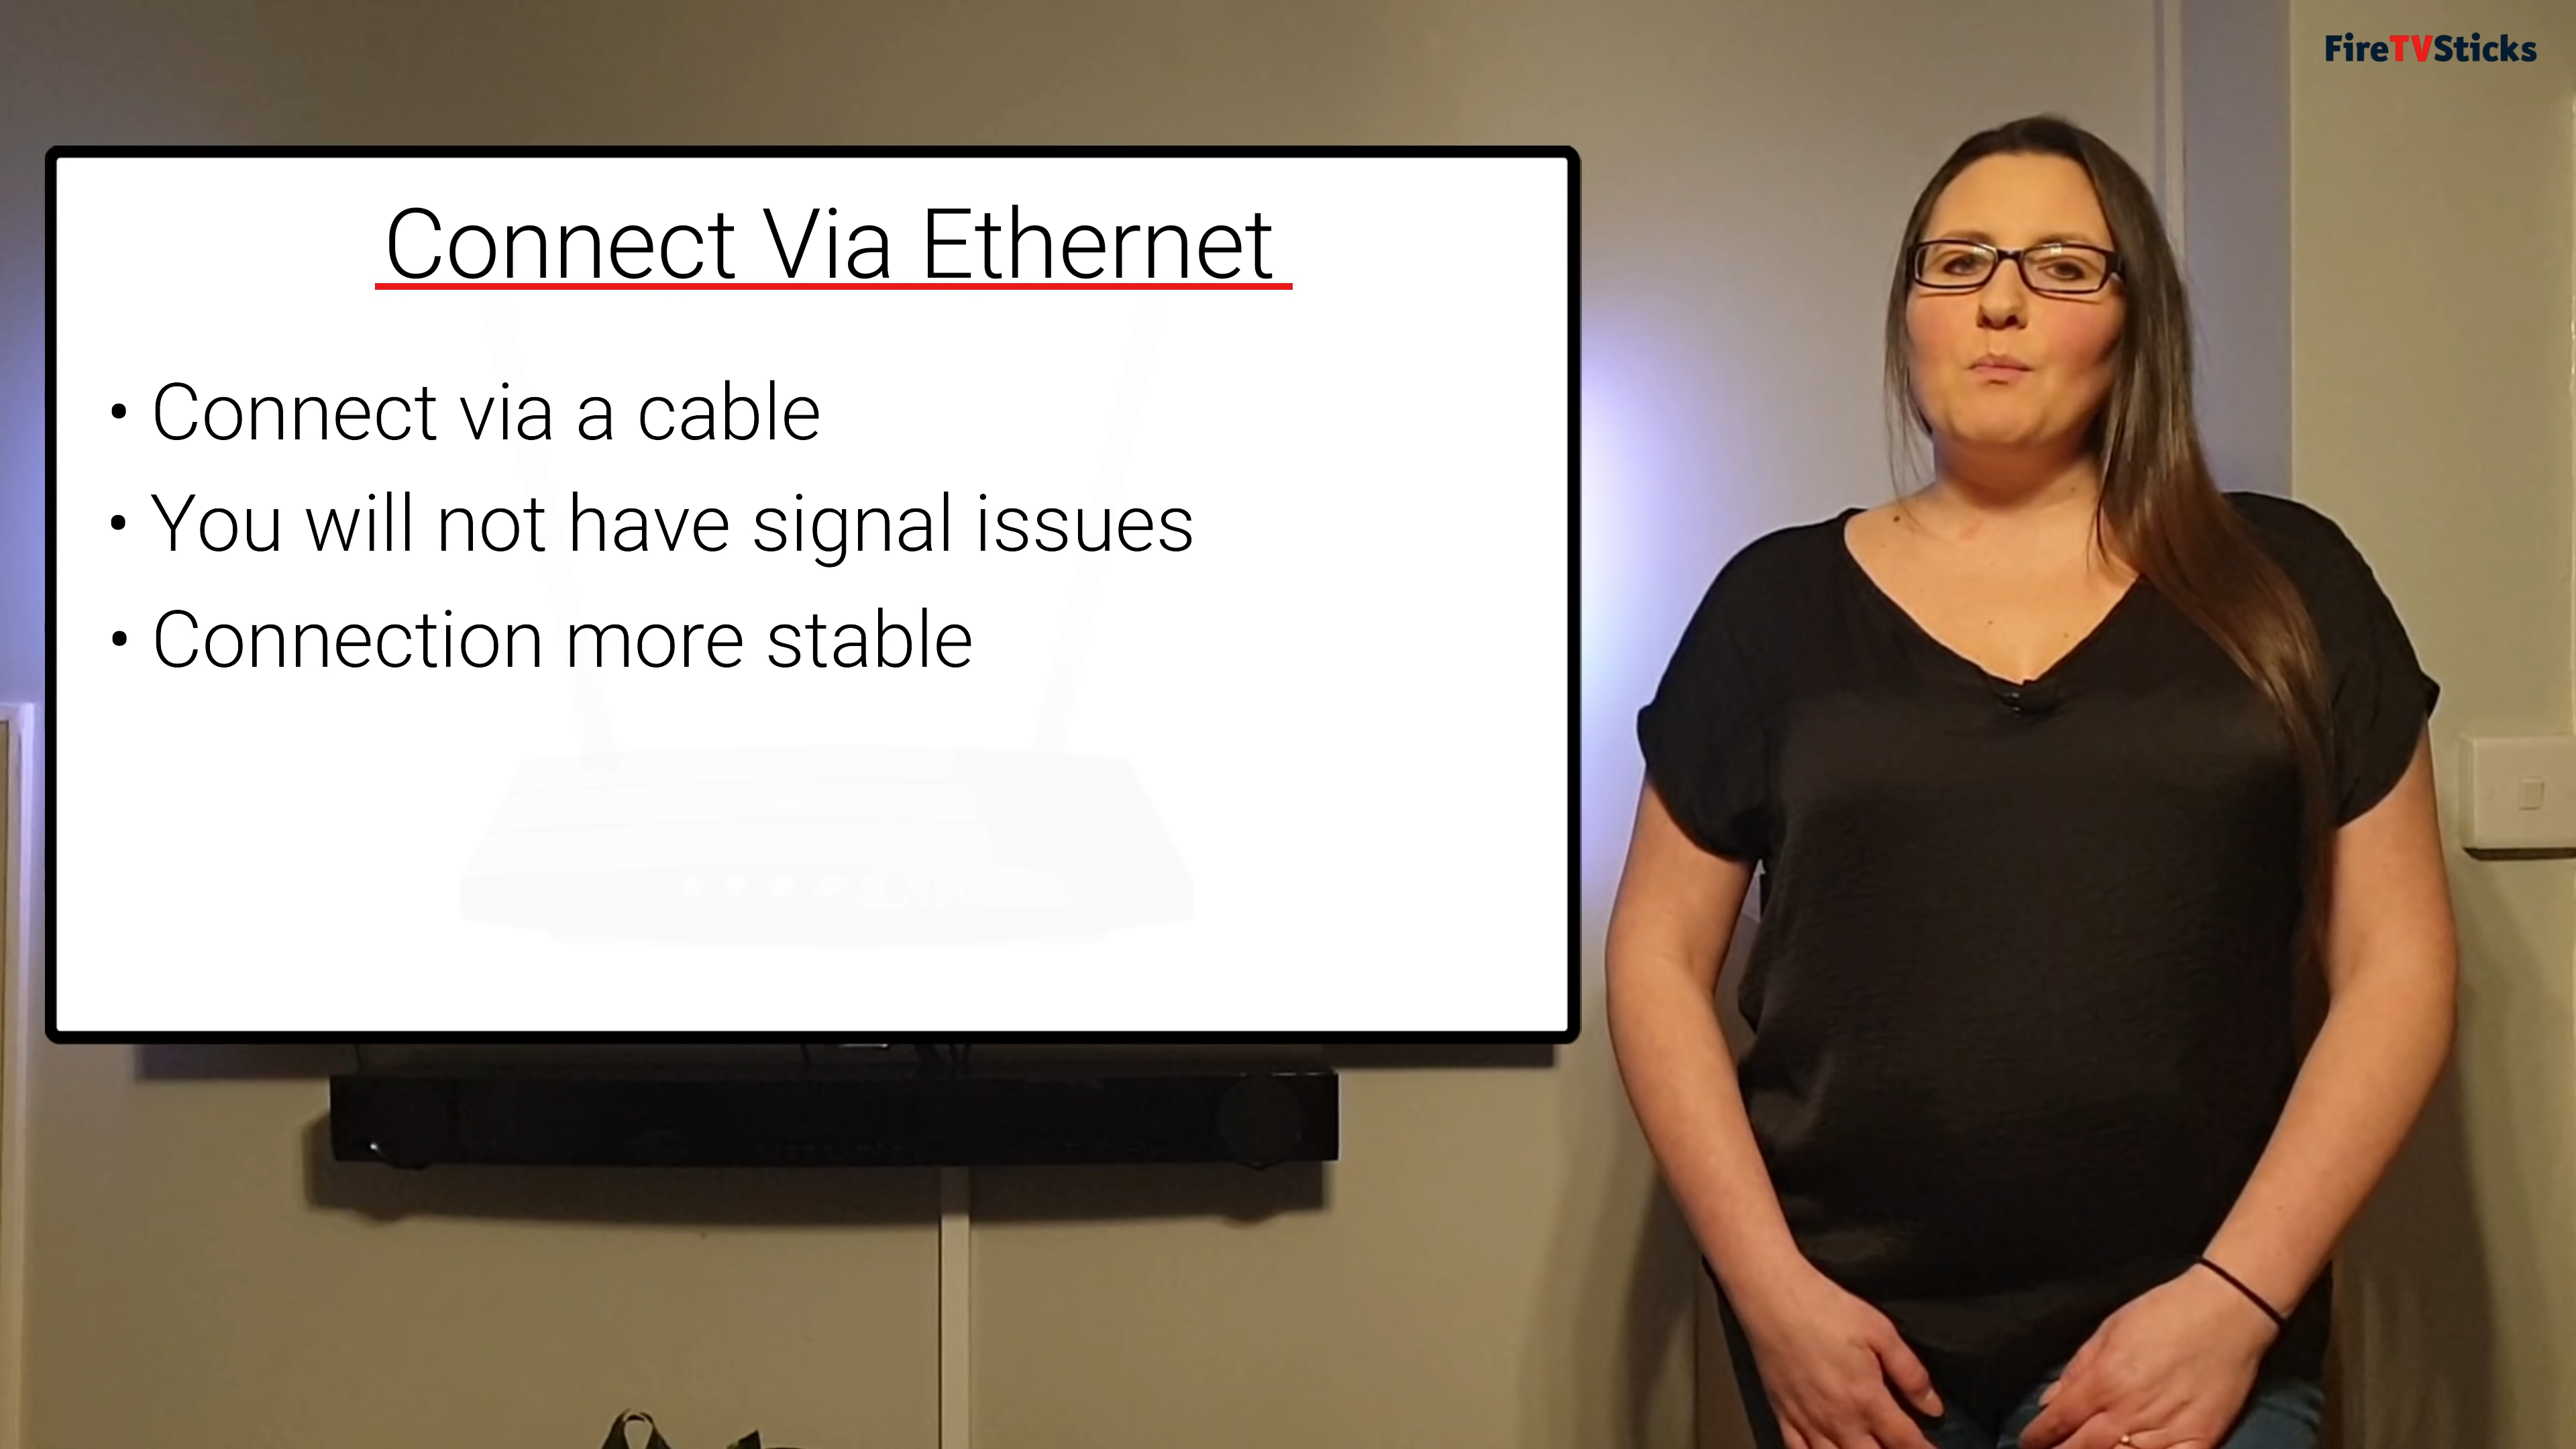 FireTVSticks
Connect Via Ethernet
• Connect via a cable
• You will not have signal issues
• Connection more stable